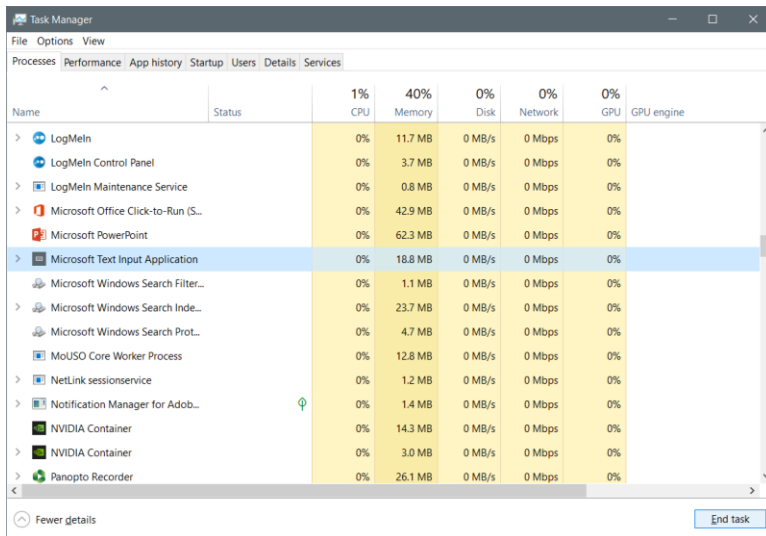 Task Manager
File Options View
Processes Performance App history Startup Users Details Services
1% 40% 0% 0% 0%
Name Status CPU Memory Disk Network GPU GPU engine
LogMeIn 0% 11.7 MB 0 MB/s 0 Mbps 0%
LogMeIn Control Panel 0% 3.7 MB 0 MB/s 0 Mbps 0%
LogMeIn Maintenance Service 0% 0.8 MB 0 MB/s 0 Mbps 0%
Microsoft Office Click-to-Run (S... 0% 42.9 MB 0 MB/s 0 Mbps 0%
Microsoft PowerPoint 0% 62.3 MB 0 MB/s 0 Mbps 0%
Microsoft Text Input Application 0% 18.8 MB 0 MB/s 0 Mbps 0%
Microsoft Windows Search Filter... 0% 1.1 MB 0 MB/s 0 Mbps 0%
Microsoft Windows Search Inde... 0% 23.7 MB 0 MB/s 0 Mbps 0%
Microsoft Windows Search Prot... 0% 4.7 MB 0 MB/s 0 Mbps 0%
MoUSO Core Worker Process 0% 12.8 MB 0 MB/s 0 Mbps 0%
NetLink sessionservice 0% 1.2 MB 0 MB/s 0 Mbps 0%
Notification Manager for Adob... 0% 1.4 MB 0 MB/s 0 Mbps 0%
NVIDIA Container 0% 14.3 MB 0 MB/s 0 Mbps 0%
NVIDIA Container 0% 3.0 MB 0 MB/s 0 Mbps 0%
Panopto Recorder 0% 26.1 MB 0 MB/s 0 Mbps 0%
Fewer details End task